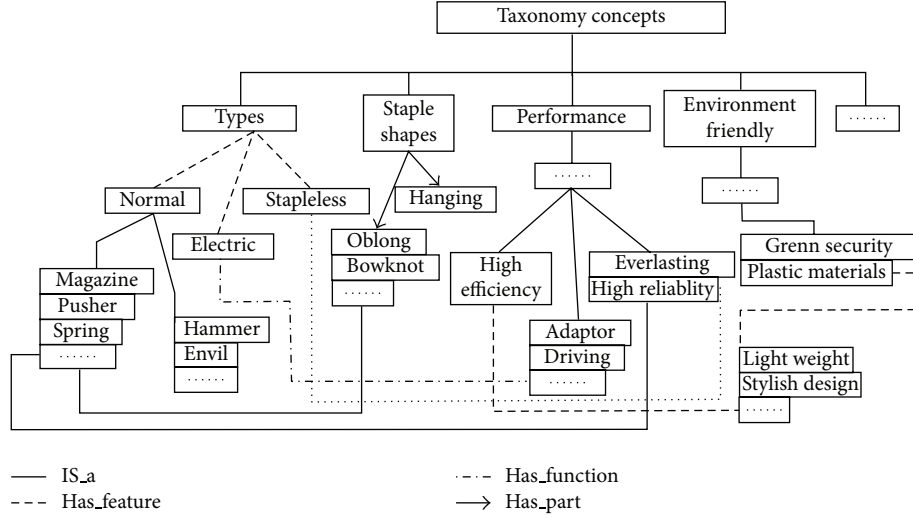 Taxonomy concepts
Types
Staple
shapes
Performance
Environment
friendly
......
Normal
Stapleless
Hanging
......
......
Electric
Oblong
Bowknot
......
High
efficiency
Everlasting
High reliablity
Grenn security
Plastic materials
Magazine
Pusher
Spring
......
Hammer
Envil
......
Adaptor
Driving
......
Light weight
Stylish design
......
IS_a
Has_function
Has_feature
Has_part